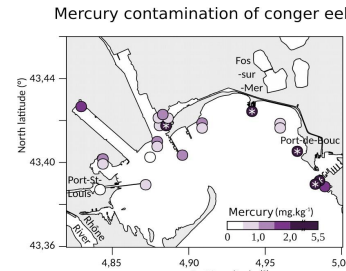 Mercury contamination of conger eel
Fos
-sur
-Mer
43,44
Port-de-Bouc
43,40
Port-St-
Louis
Rhône
River
Mercury (mg.kg⁻¹)
0 1,0 2,0 5,5
43,36
4,85 4,90 4,95 5,0
North latitude (°)